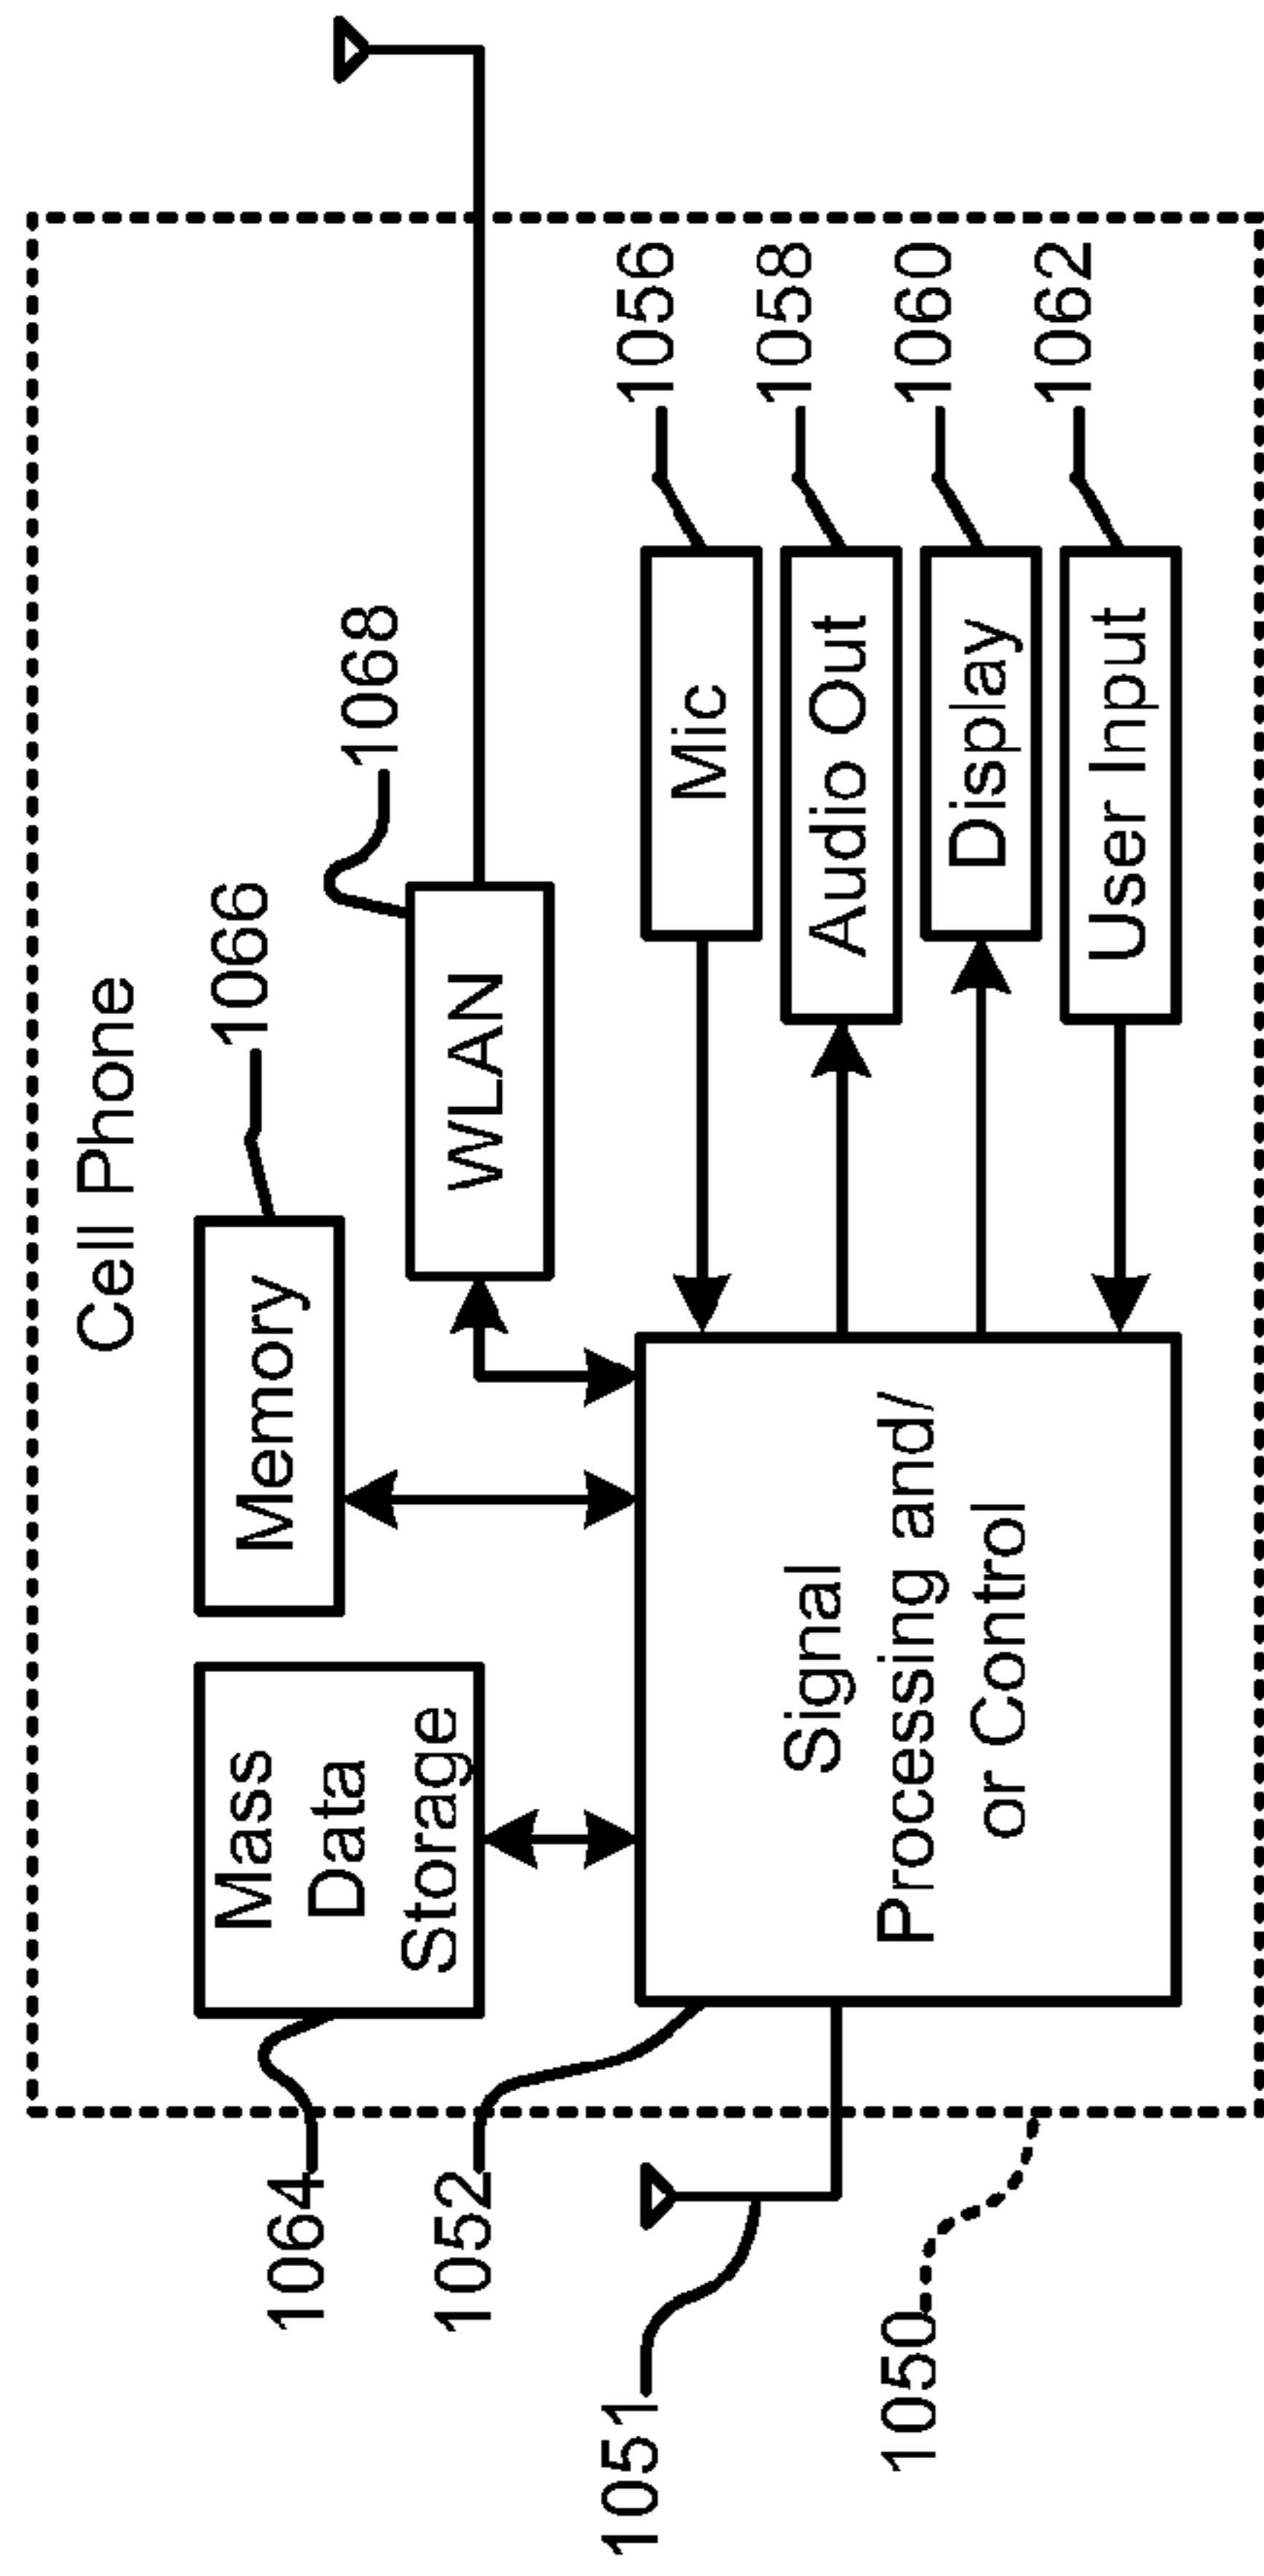 Cell Phone
1064
Mass
Data
Storage
Memory
1066
1068
WLAN
1052
1051
1050
Signal
Processing and/
or Control
Mic
1056
Audio Out
1058
Display
1060
User Input
1062